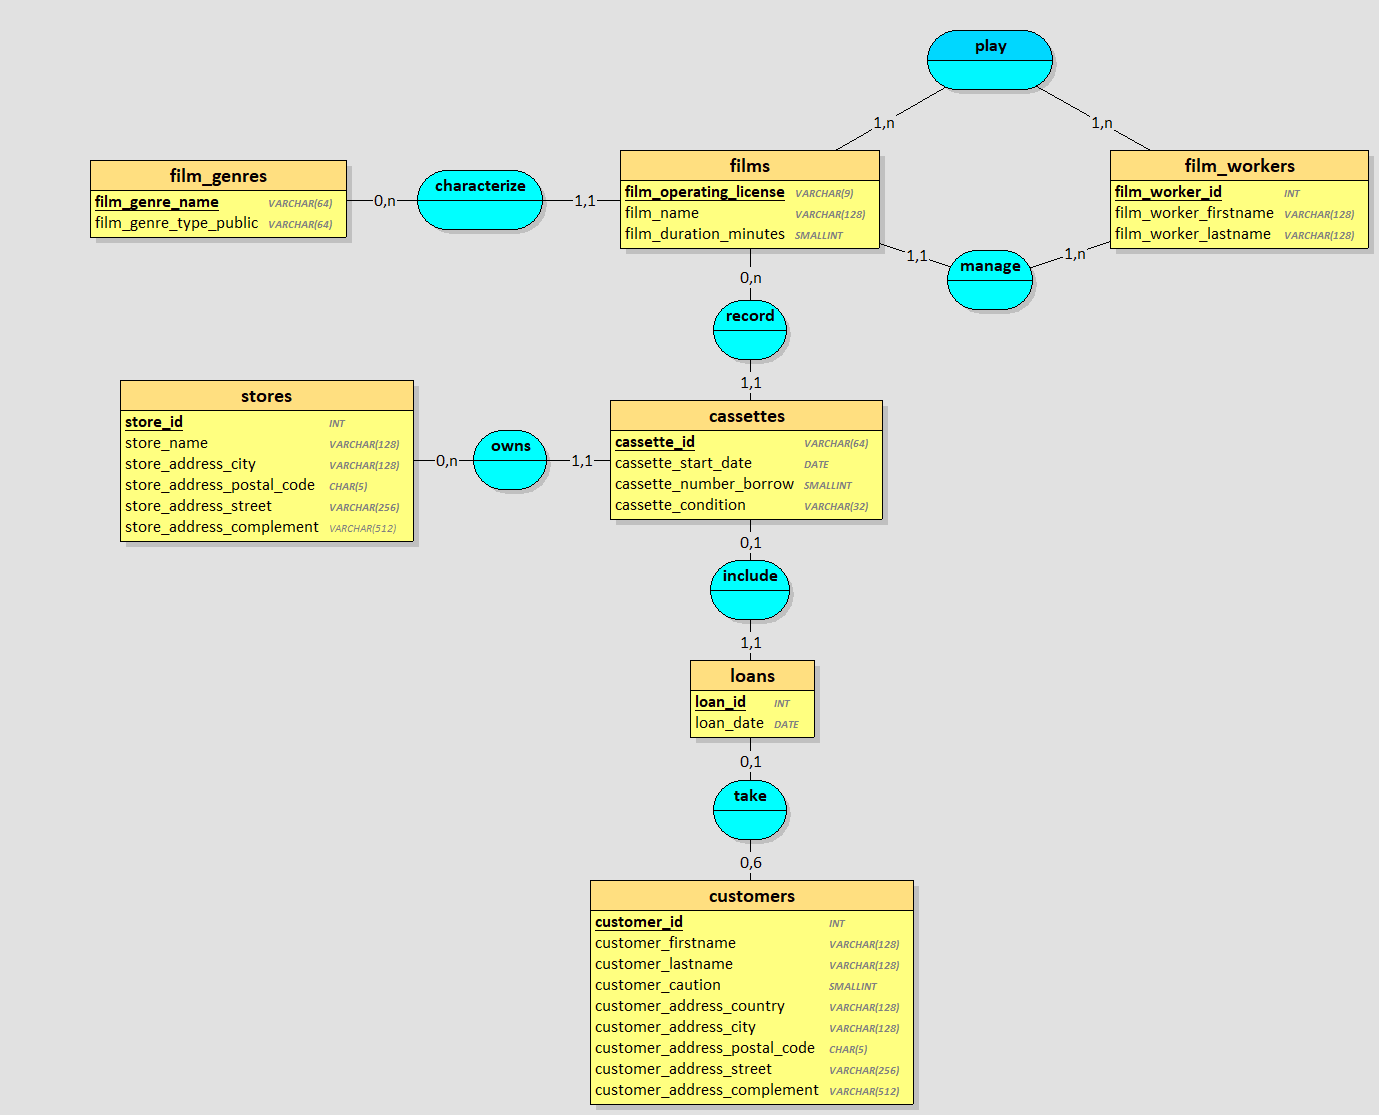 play
1,n
1,n
film_genres
film_genre_name VARCHAR(64)
film_genre_type_public VARCHAR(64)
0,n
characterize
1,1
films
film_operating_license VARCHAR(9)
film_name VARCHAR(128)
film_duration_minutes SMALLINT
film_workers
film_worker_id INT
film_worker_firstname VARCHAR(128)
film_worker_lastname VARCHAR(128)
1,1
manage
1,n
0,n
record
1,1
stores
store_id INT
store_name VARCHAR(128)
store_address_city VARCHAR(128)
store_address_postal_code CHAR(5)
store_address_street VARCHAR(256)
store_address_complement VARCHAR(512)
0,n
owns
1,1
cassettes
cassette_id VARCHAR(64)
cassette_start_date DATE
cassette_number_borrow SMALLINT
cassette_condition VARCHAR(32)
0,1
include
1,1
loans
loan_id INT
loan_date DATE
0,1
take
0,6
customers
customer_id INT
customer_firstname VARCHAR(128)
customer_lastname VARCHAR(128)
customer_caution SMALLINT
customer_address_country VARCHAR(128)
customer_address_city VARCHAR(128)
customer_address_postal_code CHAR(5)
customer_address_street VARCHAR(256)
customer_address_complement VARCHAR(512)